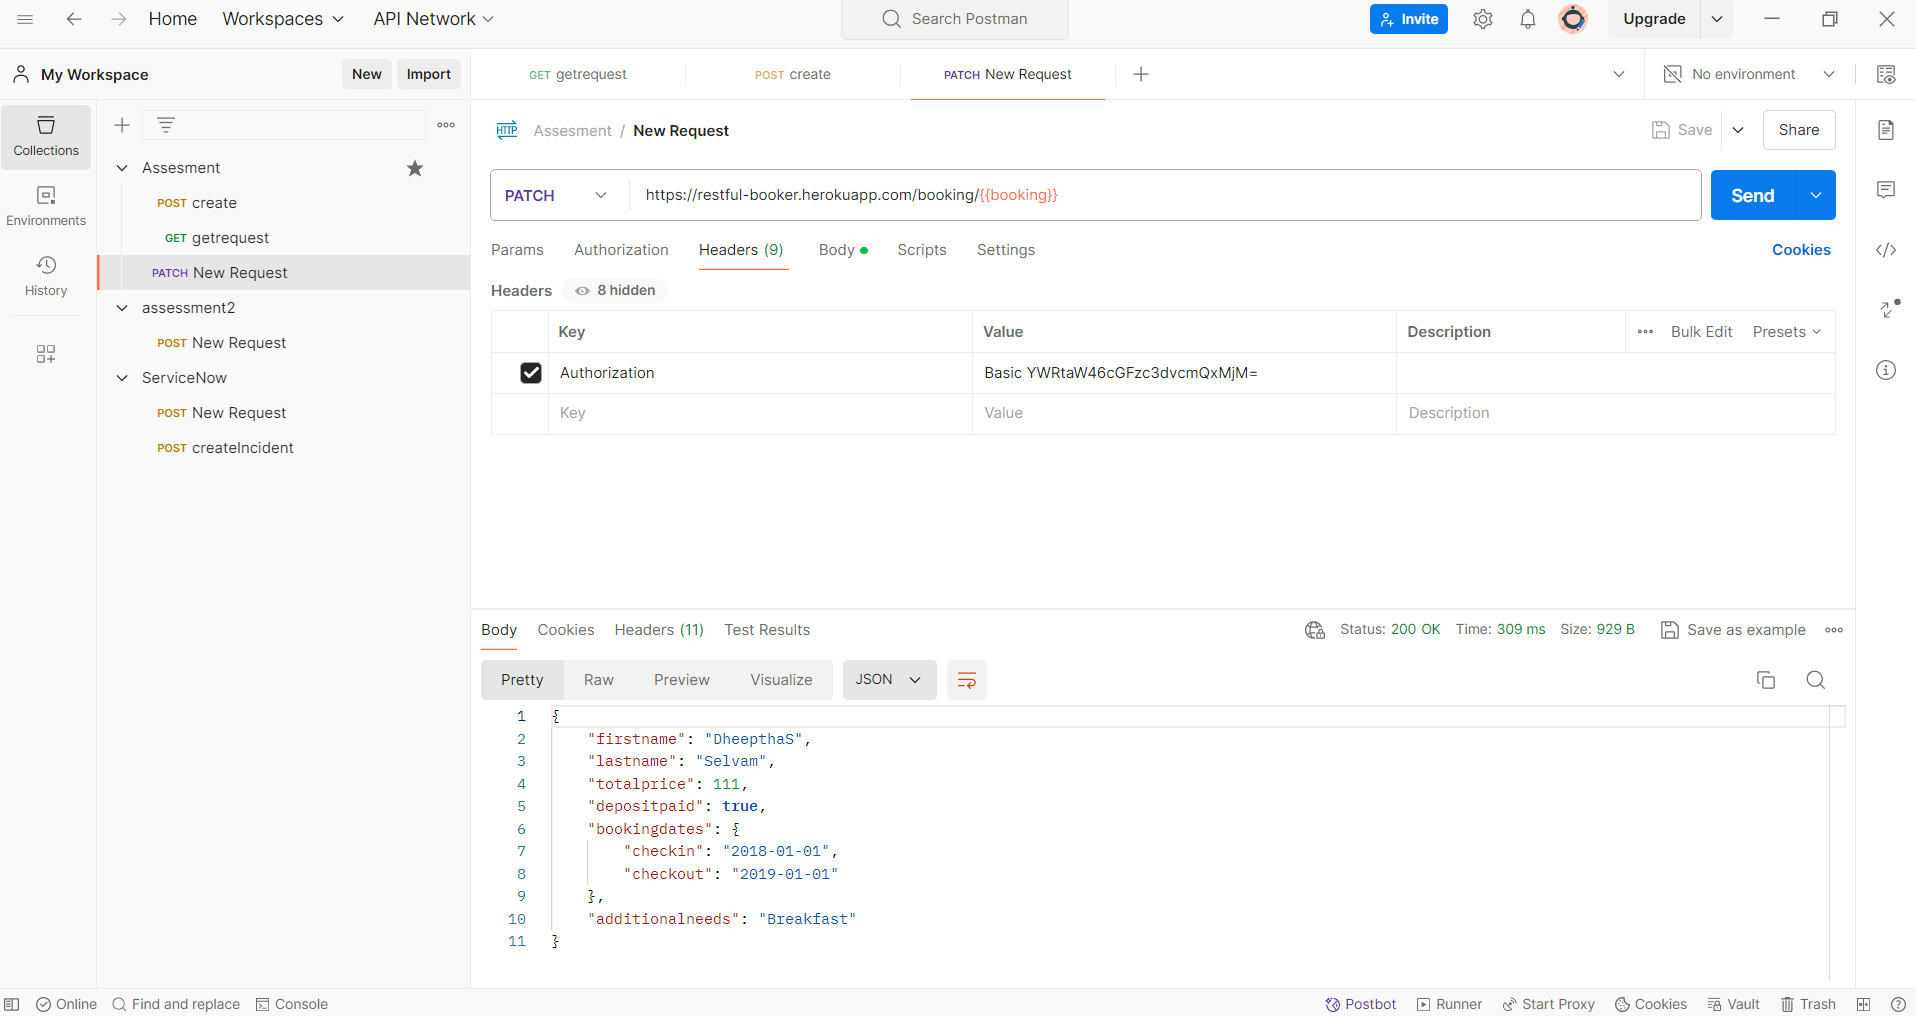 Home Workspaces API Network Search Postman Invite Upgrade
My Workspace New Import GET getrequest POST create PATCH New Request No environment
Collections
Environments
History
Assesment
POST create
GET getrequest
PATCH New Request
assessment2
POST New Request
ServiceNow
POST New Request
POST createIncident
HTTP Assesment / New Request Save Share
PATCH https://restful-booker.herokuapp.com/booking/{{booking}} Send
Params Authorization Headers (9) Body Scripts Settings Cookies
Headers 8 hidden
Key Value Description Bulk Edit Presets
Authorization Basic YWRtaW46cGFzc3dvcmQxMjM=
Key Value Description
Body Cookies Headers (11) Test Results Status: 200 OK Time: 309 ms Size: 929 B Save as example
Pretty Raw Preview Visualize JSON
1 {
2 "firstname": "DheepthaS",
3 "lastname": "Selvam",
4 "totalprice": 111,
5 "depositpaid": true,
6 "bookingdates": {
7 "checkin": "2018-01-01",
8 "checkout": "2019-01-01"
9 },
10 "additionalneeds": "Breakfast"
11 }
Online Find and replace Console Postbot Runner Start Proxy Cookies Vault Trash